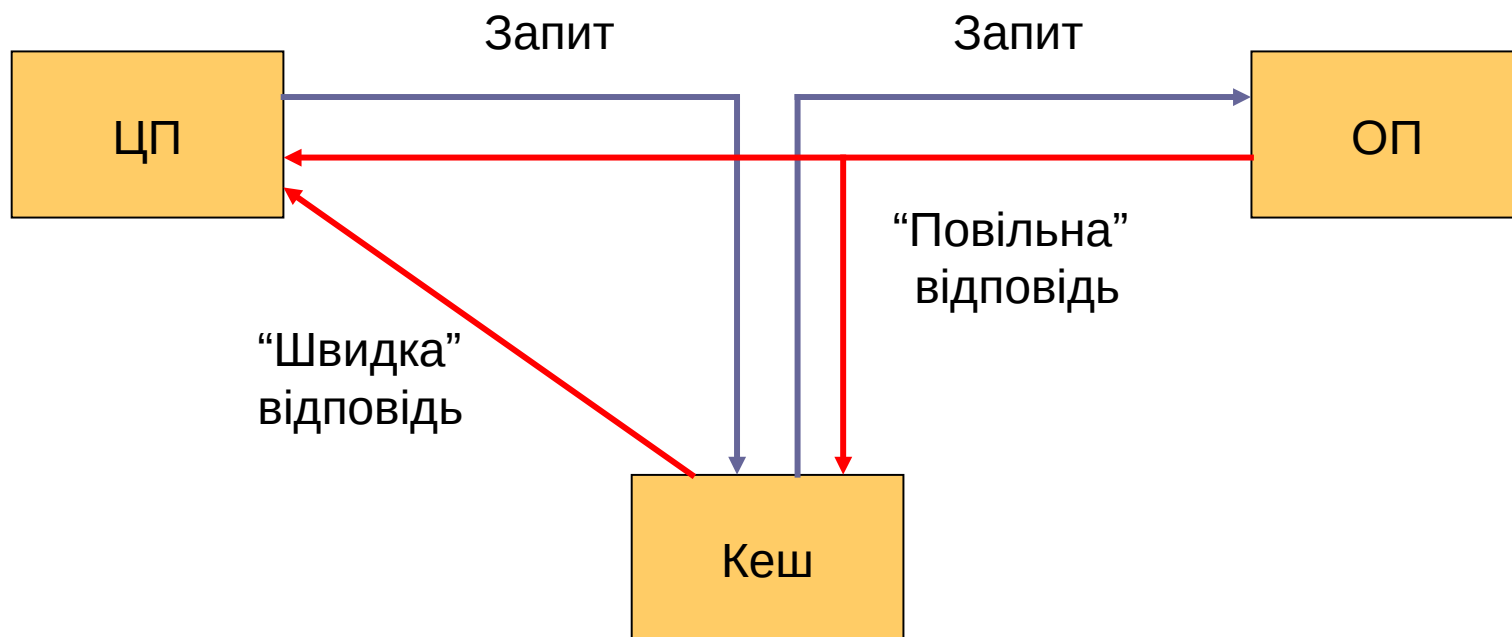 Запит
Запит
ЦП
ОП
“Повільна”
відповідь
“Швидка”
відповідь
Кеш